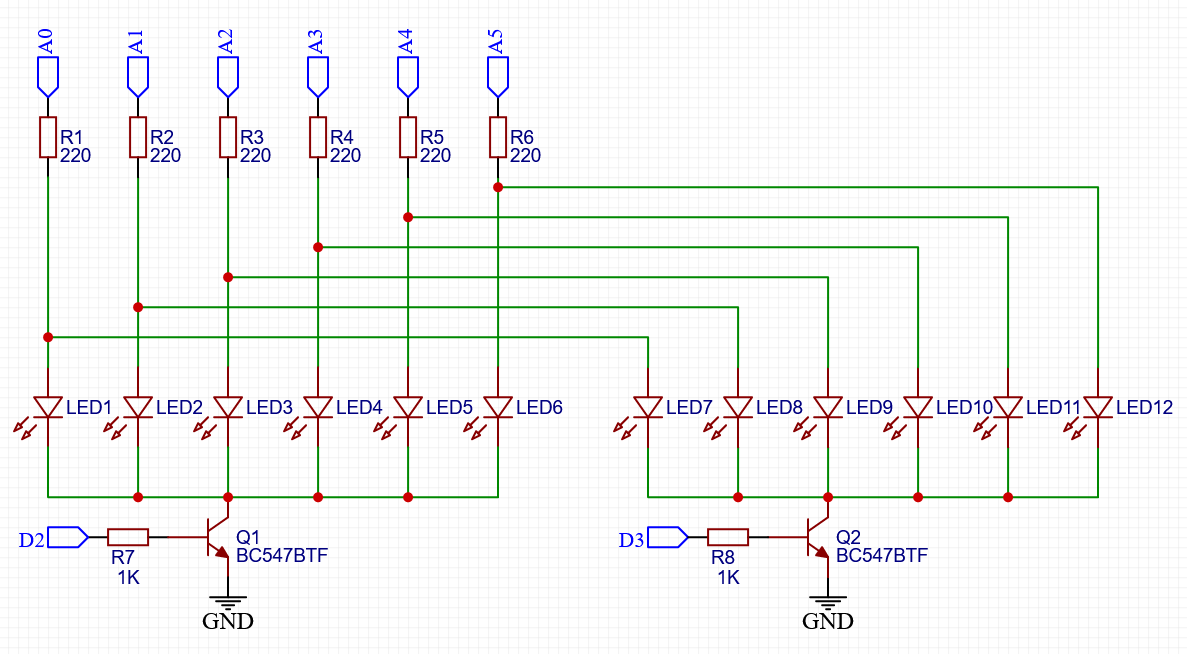 A0
A1
A2
A3
A4
A5
R1
220
R2
220
R3
220
R4
220
R5
220
R6
220
LED1
LED2
LED3
LED4
LED5
LED6
LED7
LED8
LED9
LED10
LED11
LED12
D2
R7
1K
Q1
BC547BTF
GND
D3
R8
1K
Q2
BC547BTF
GND